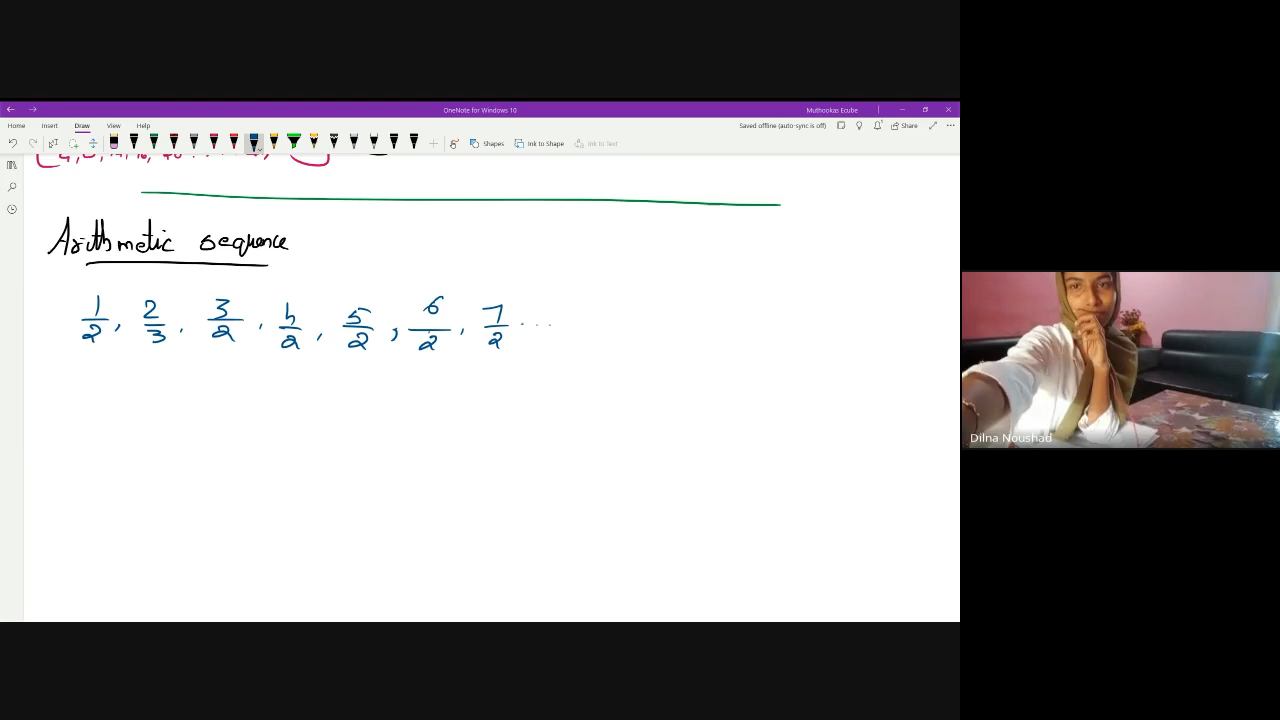 OneNote for Windows 10
Muthookas Ecube
Home Insert Draw View Help
Saved offline (auto-sync is off)
Share
Shapes Ink to Shape Ink to Text
Arithmetic sequence
1/2, 2/3, 3/2, 4/2, 5/2, 6/2, 7/2 ...
Dilna Noushad